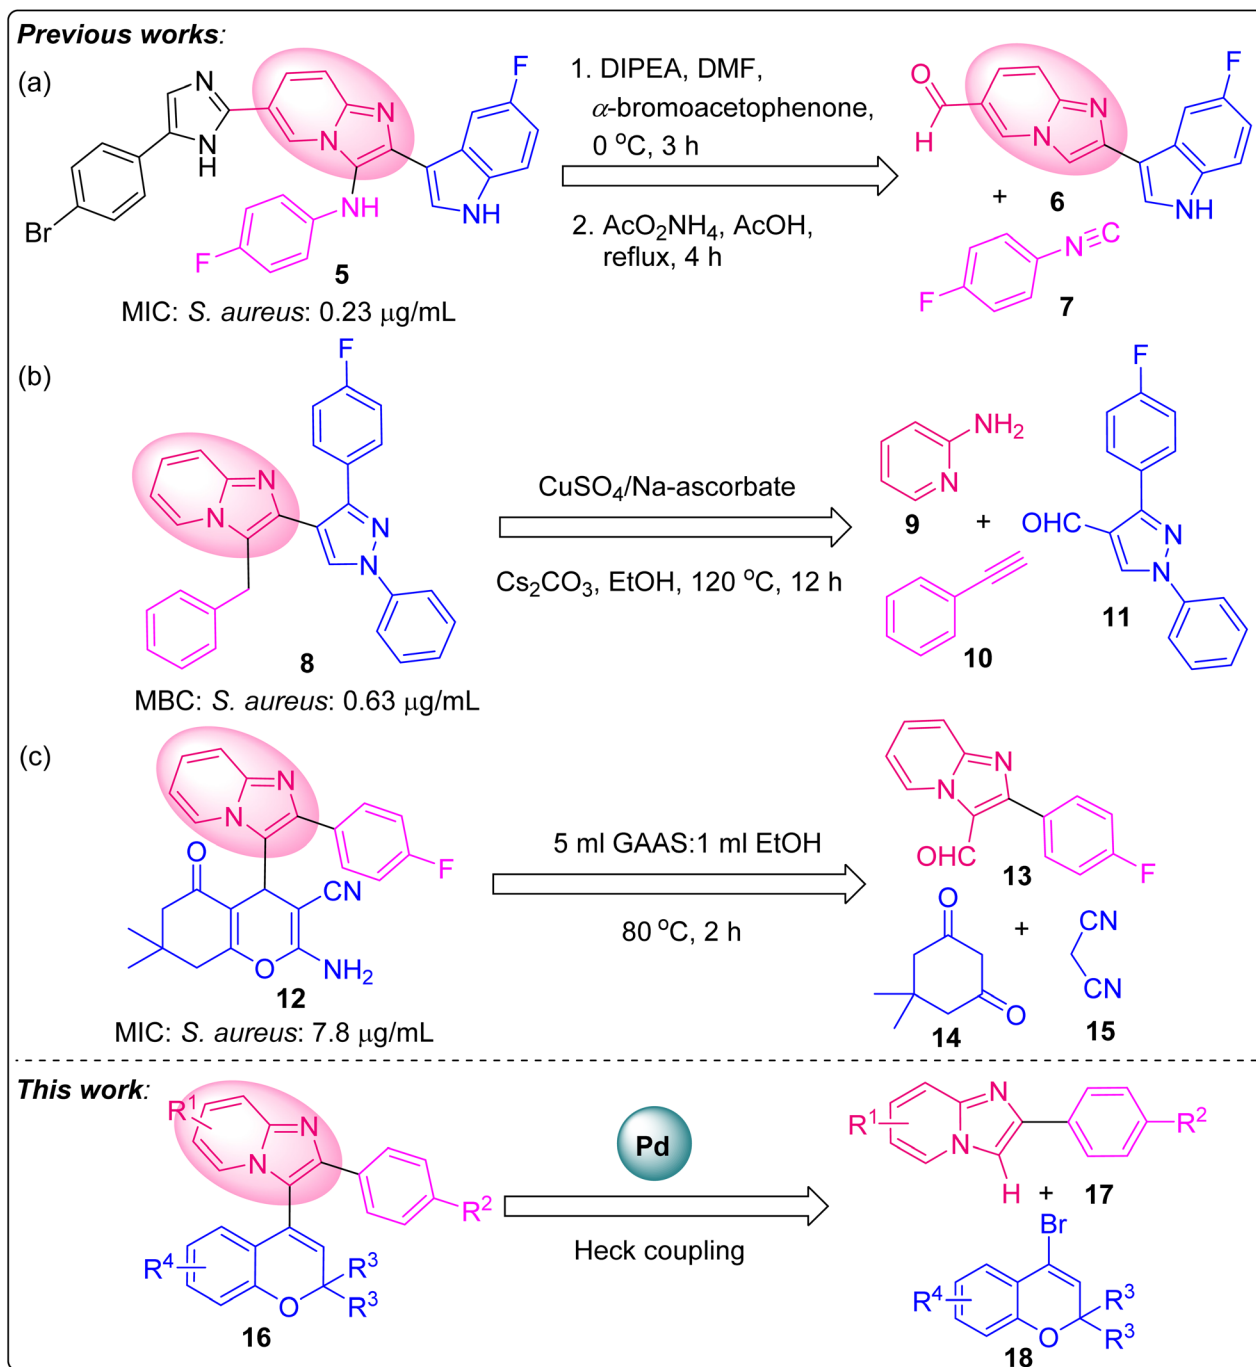 Previous works:
(a)
N
N
H
Br
N
N
F
NH
NH
F
5
MIC: S. aureus: 0.23 μg/mL
1. DIPEA, DMF,
α-bromoacetophenone,
0 °C, 3 h
2. AcO₂NH₄, AcOH,
reflux, 4 h
O
H
N
N
F
NH
+
6
N≡C
F
7
(b)
F
N
N
N
N
8
MBC: S. aureus: 0.63 μg/mL
CuSO₄/Na-ascorbate
Cs₂CO₃, EtOH, 120 °C, 12 h
NH₂
N
9
+
10
F
OHC
N
N
11
(c)
N
N
O
F
CN
O
NH₂
12
MIC: S. aureus: 7.8 μg/mL
5 ml GAAS:1 ml EtOH
80 °C, 2 h
N
N
OHC
13
F
O
O
14
+
CN
CN
15
This work:
R¹
N
N
R²
R⁴
R³
O
R³
16
Pd
Heck coupling
R¹
N
N
R²
H
17
+
Br
R⁴
R³
O
R³
18